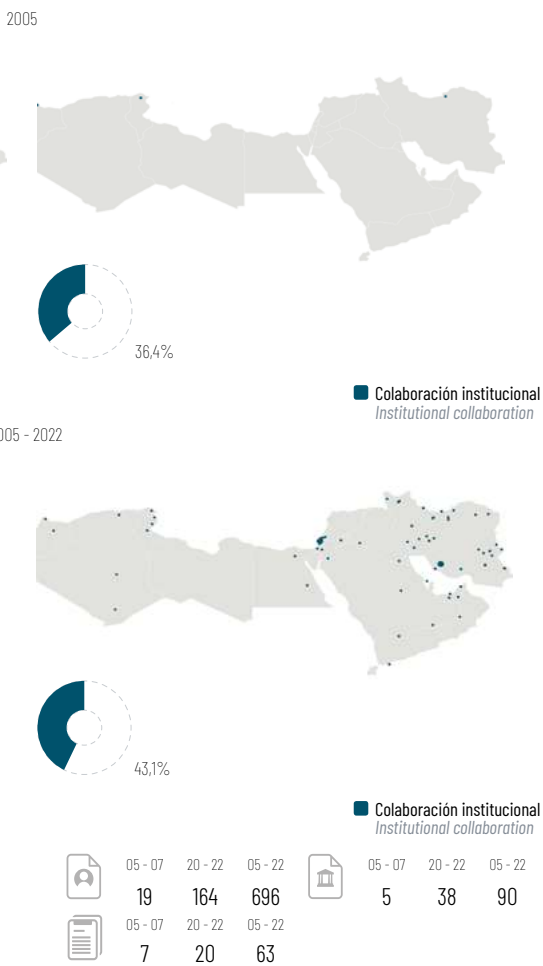 2005
36,4%
Colaboración institucional
Institutional collaboration
005 - 2022
43,1%
Colaboración institucional
Institutional collaboration
05 - 07 20 - 22 05 - 22 05 - 07 20 - 22 05 - 22
19 164 696 5 38 90
05 - 07 20 - 22 05 - 22
7 20 63